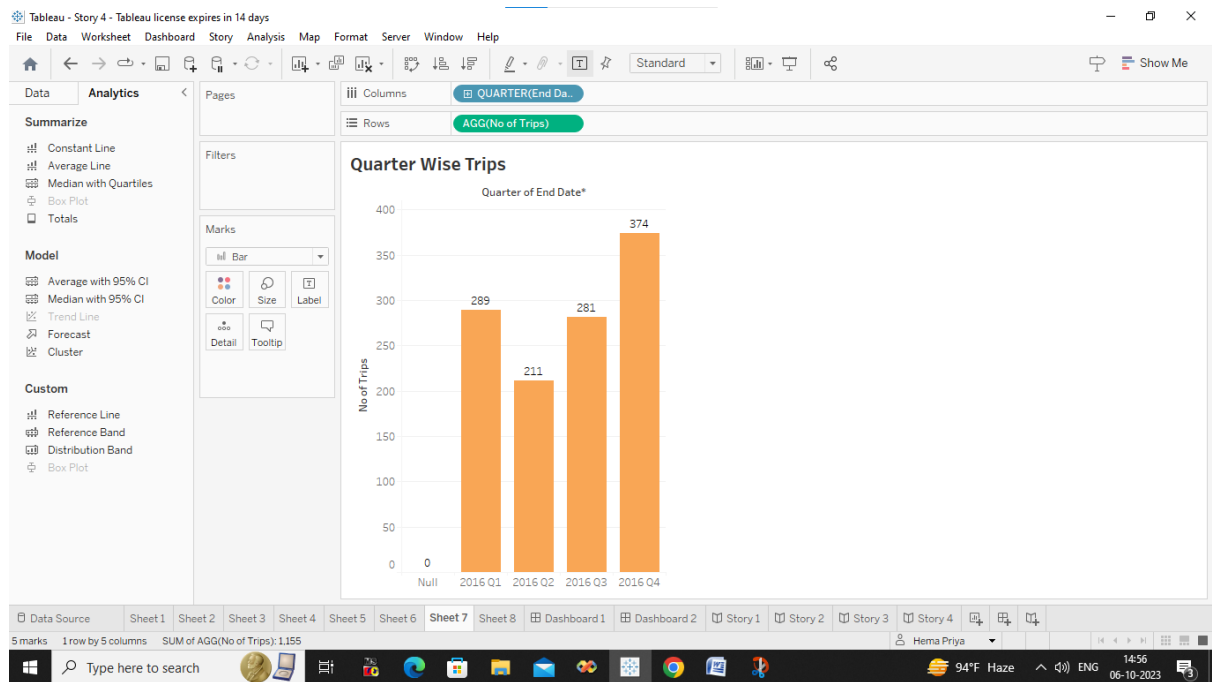 Tableau - Story 4 - Tableau license expires in 14 days
File Data Worksheet Dashboard Story Analysis Map Format Server Window Help
Standard
Show Me
Data Analytics
Summarize
Constant Line
Average Line
Median with Quartiles
Box Plot
Totals
Model
Average with 95% CI
Median with 95% CI
Trend Line
Forecast
Cluster
Custom
Reference Line
Reference Band
Distribution Band
Box Plot
Pages
Filters
Marks
Bar
Color Size Label
Detail Tooltip
Columns QUARTER(End Da..
Rows AGG(No of Trips)
Quarter Wise Trips
Quarter of End Date*
No of Trips
400
350
300
250
200
150
100
50
0
0
289
211
281
374
Null 2016 Q1 2016 Q2 2016 Q3 2016 Q4
Data Source Sheet 1 Sheet 2 Sheet 3 Sheet 4 Sheet 5 Sheet 6 Sheet 7 Sheet 8 Dashboard 1 Dashboard 2 Story 1 Story 2 Story 3 Story 4
5 marks 1 row by 5 columns SUM of AGG(No of Trips): 1,155 Hema Priya
Type here to search
94°F Haze ENG
14:56
06-10-2023
3